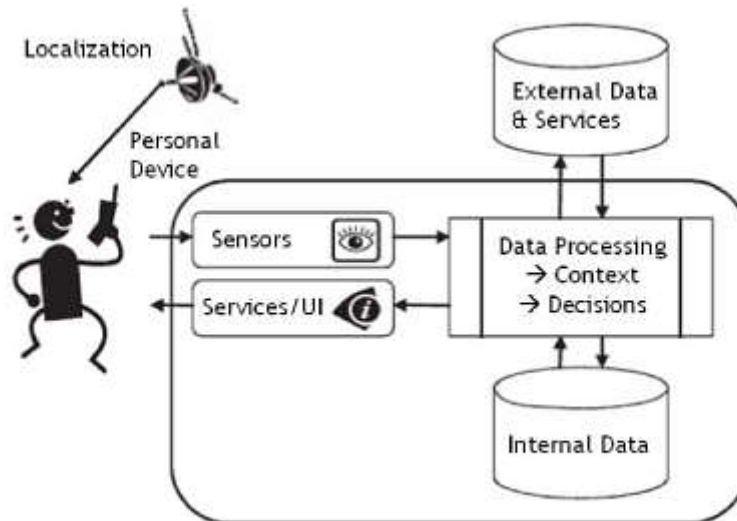 Localization
Personal
Device
External Data
& Services
Sensors
Services/UI
i
Data Processing
→ Context
→ Decisions
Internal Data